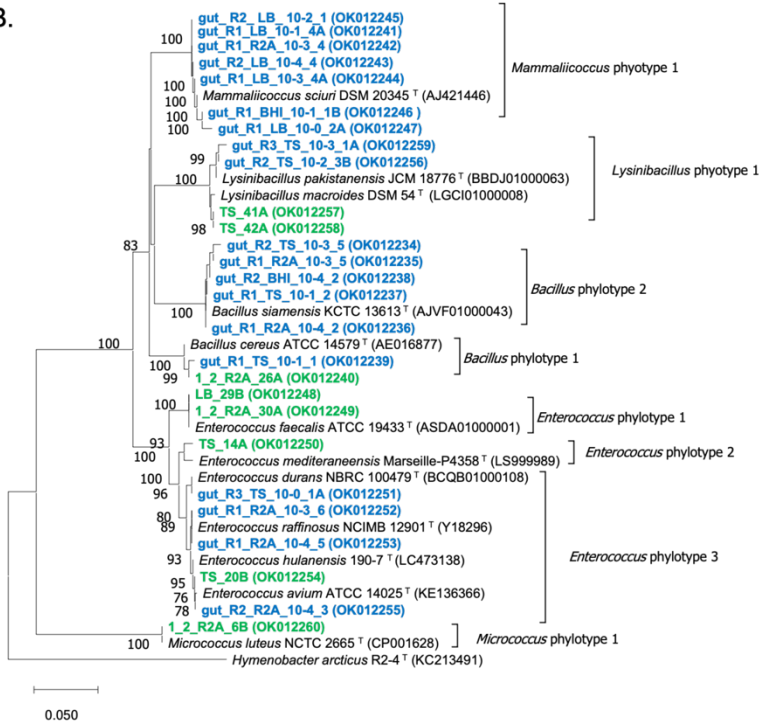 B.
gut_R2_LB_10-2_1 (OK012245)
gut_R1_LB_10-1_4A (OK012241)
gut_R1_R2A_10-3_4 (OK012242)
gut_R2_LB_10-4_4 (OK012243)
gut_R1_LB_10-3_4A (OK012244)
Mammaliicoccus sciuri DSM 20345 T (AJ421446)
gut_R1_BHI_10-1_1B (OK012246 )
gut_R1_LB_10-0_2A (OK012247)
Mammaliicoccus phyotype 1
100
100
100
100
gut_R3_TS_10-3_1A (OK012259)
gut_R2_TS_10-2_3B (OK012256)
Lysinibacillus pakistanensis JCM 18776 T (BBDJ01000063)
Lysinibacillus macroides DSM 54 T (LGCI01000008)
TS_41A (OK012257)
TS_42A (OK012258)
Lysinibacillus phyotype 1
99
100
98
83
gut_R2_TS_10-3_5 (OK012234)
gut_R1_R2A_10-3_5 (OK012235)
gut_R2_BHI_10-4_2 (OK012238)
gut_R1_TS_10-1_2 (OK012237)
Bacillus siamensis KCTC 13613 T (AJVF01000043)
gut_R1_R2A_10-4_2 (OK012236)
Bacillus phylotype 2
100
Bacillus cereus ATCC 14579 T (AE016877)
gut_R1_TS_10-1_1 (OK012239)
1_2_R2A_26A (OK012240)
Bacillus phylotype 1
100
100
99
LB_29B (OK012248)
1_2_R2A_30A (OK012249)
Enterococcus faecalis ATCC 19433 T (ASDA01000001)
Enterococcus phylotype 1
100
TS_14A (OK012250)
Enterococcus mediteraneensis Marseille-P4358 T (LS999989)
Enterococcus phylotype 2
93
100
Enterococcus durans NBRC 100479 T (BCQB01000108)
gut_R3_TS_10-0_1A (OK012251)
gut_R1_R2A_10-3_6 (OK012252)
Enterococcus raffinosus NCIMB 12901 T (Y18296)
gut_R1_R2A_10-4_5 (OK012253)
Enterococcus hulanensis 190-7 T (LC473138)
TS_20B (OK012254)
Enterococcus avium ATCC 14025 T (KE136366)
gut_R2_R2A_10-4_3 (OK012255)
Enterococcus phylotype 3
100
96
80
89
93
95
76
78
1_2_R2A_6B (OK012260)
Micrococcus luteus NCTC 2665 T (CP001628)
Micrococcus phylotype 1
100
Hymenobacter arcticus R2-4 T (KC213491)
0.050